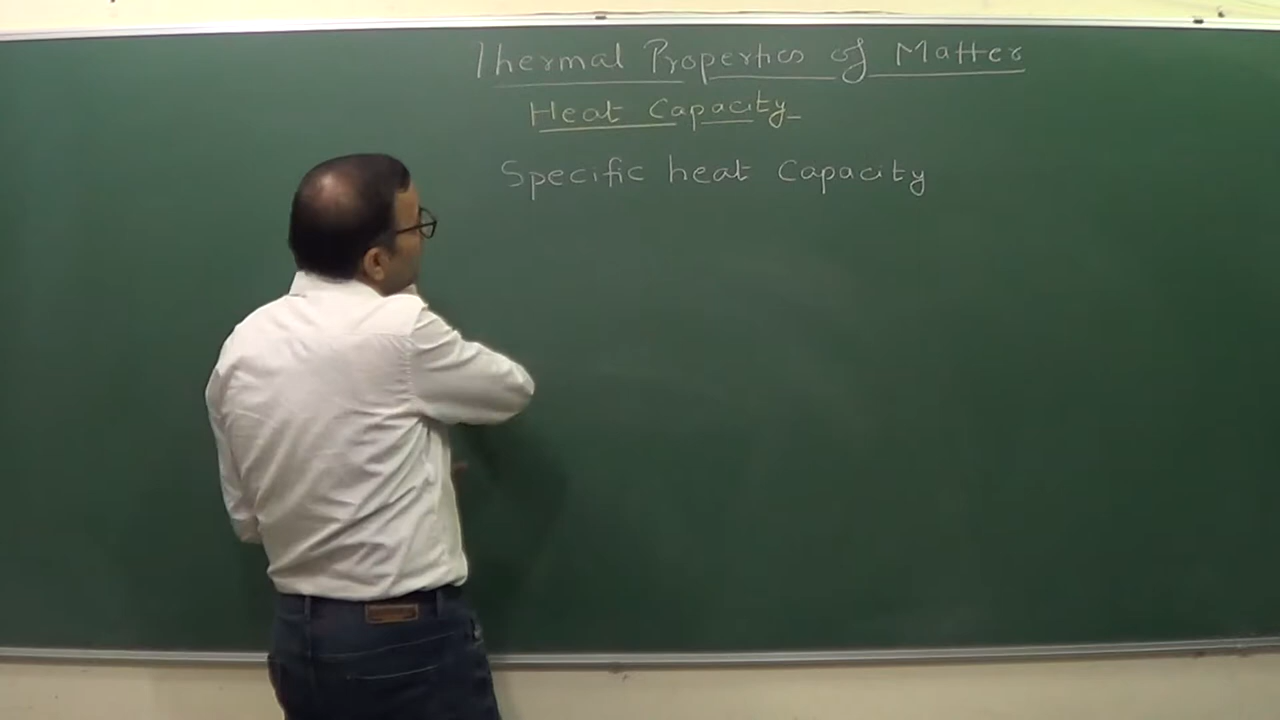 Thermal Properties of Matter
Heat Capacity
Specific heat Capacity